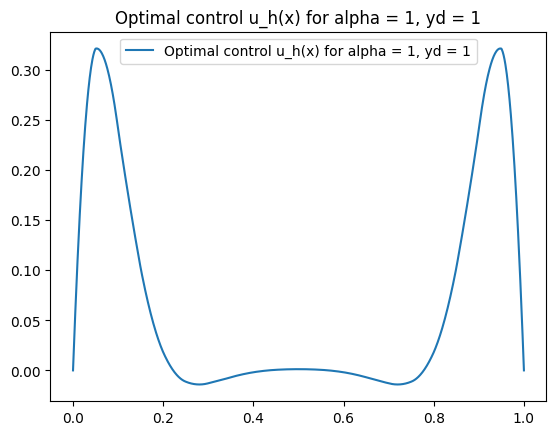 Optimal control u_h(x) for alpha = 1, yd = 1
Optimal control u_h(x) for alpha = 1, yd = 1
0.30
0.25
0.20
0.15
0.10
0.05
0.00
0.0 0.2 0.4 0.6 0.8 1.0